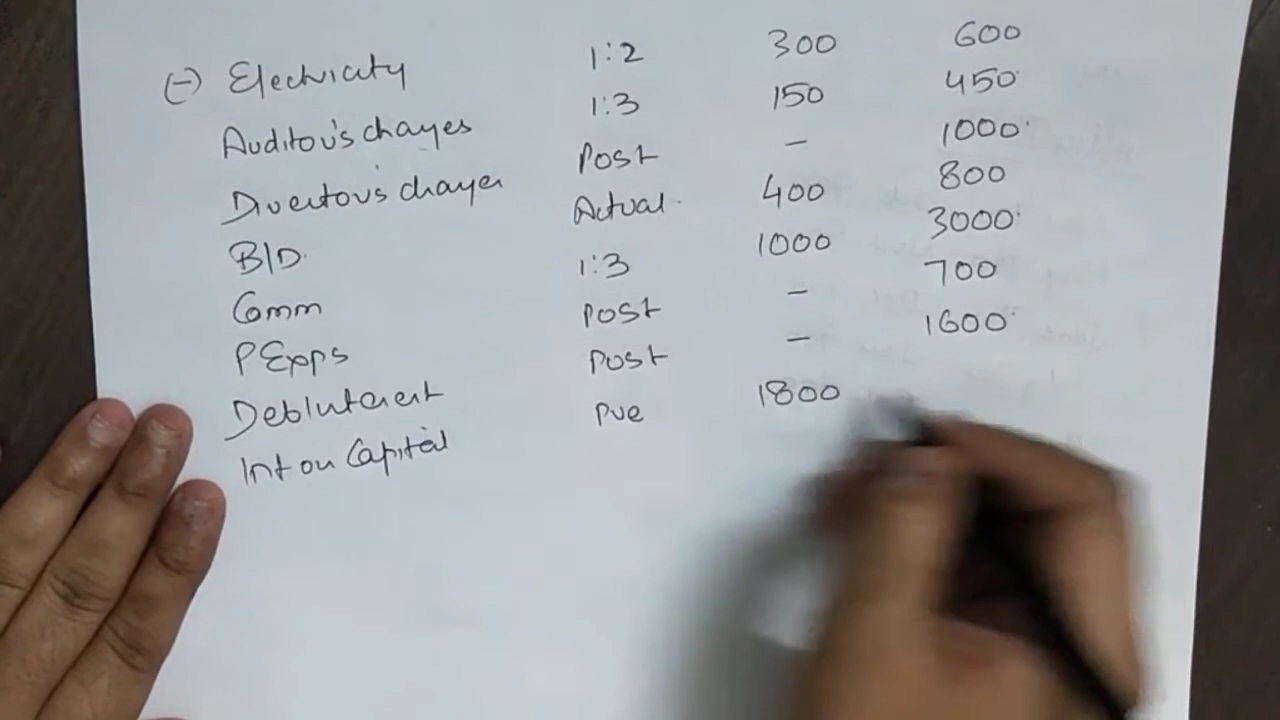 (-) Electricity 1:2 300 600
Auditor's charges 1:3 150 450
Director's charges Post - 1000
B/D Actual 400 800
Comm 1:3 1000 3000
P Exps Post - 700
Deb Interest Post - 1600
Int on Capital Pre 1800